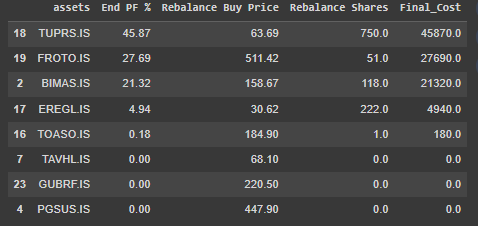 assets End PF % Rebalance Buy Price Rebalance Shares Final_Cost
18 TUPRS.IS 45.87 63.69 750.0 45870.0
19 FROTO.IS 27.69 511.42 51.0 27690.0
2 BIMAS.IS 21.32 158.67 118.0 21320.0
17 EREGL.IS 4.94 30.62 222.0 4940.0
16 TOASO.IS 0.18 184.90 1.0 180.0
7 TAVHL.IS 0.00 68.10 0.0 0.0
23 GUBRF.IS 0.00 220.50 0.0 0.0
4 PGSUS.IS 0.00 447.90 0.0 0.0